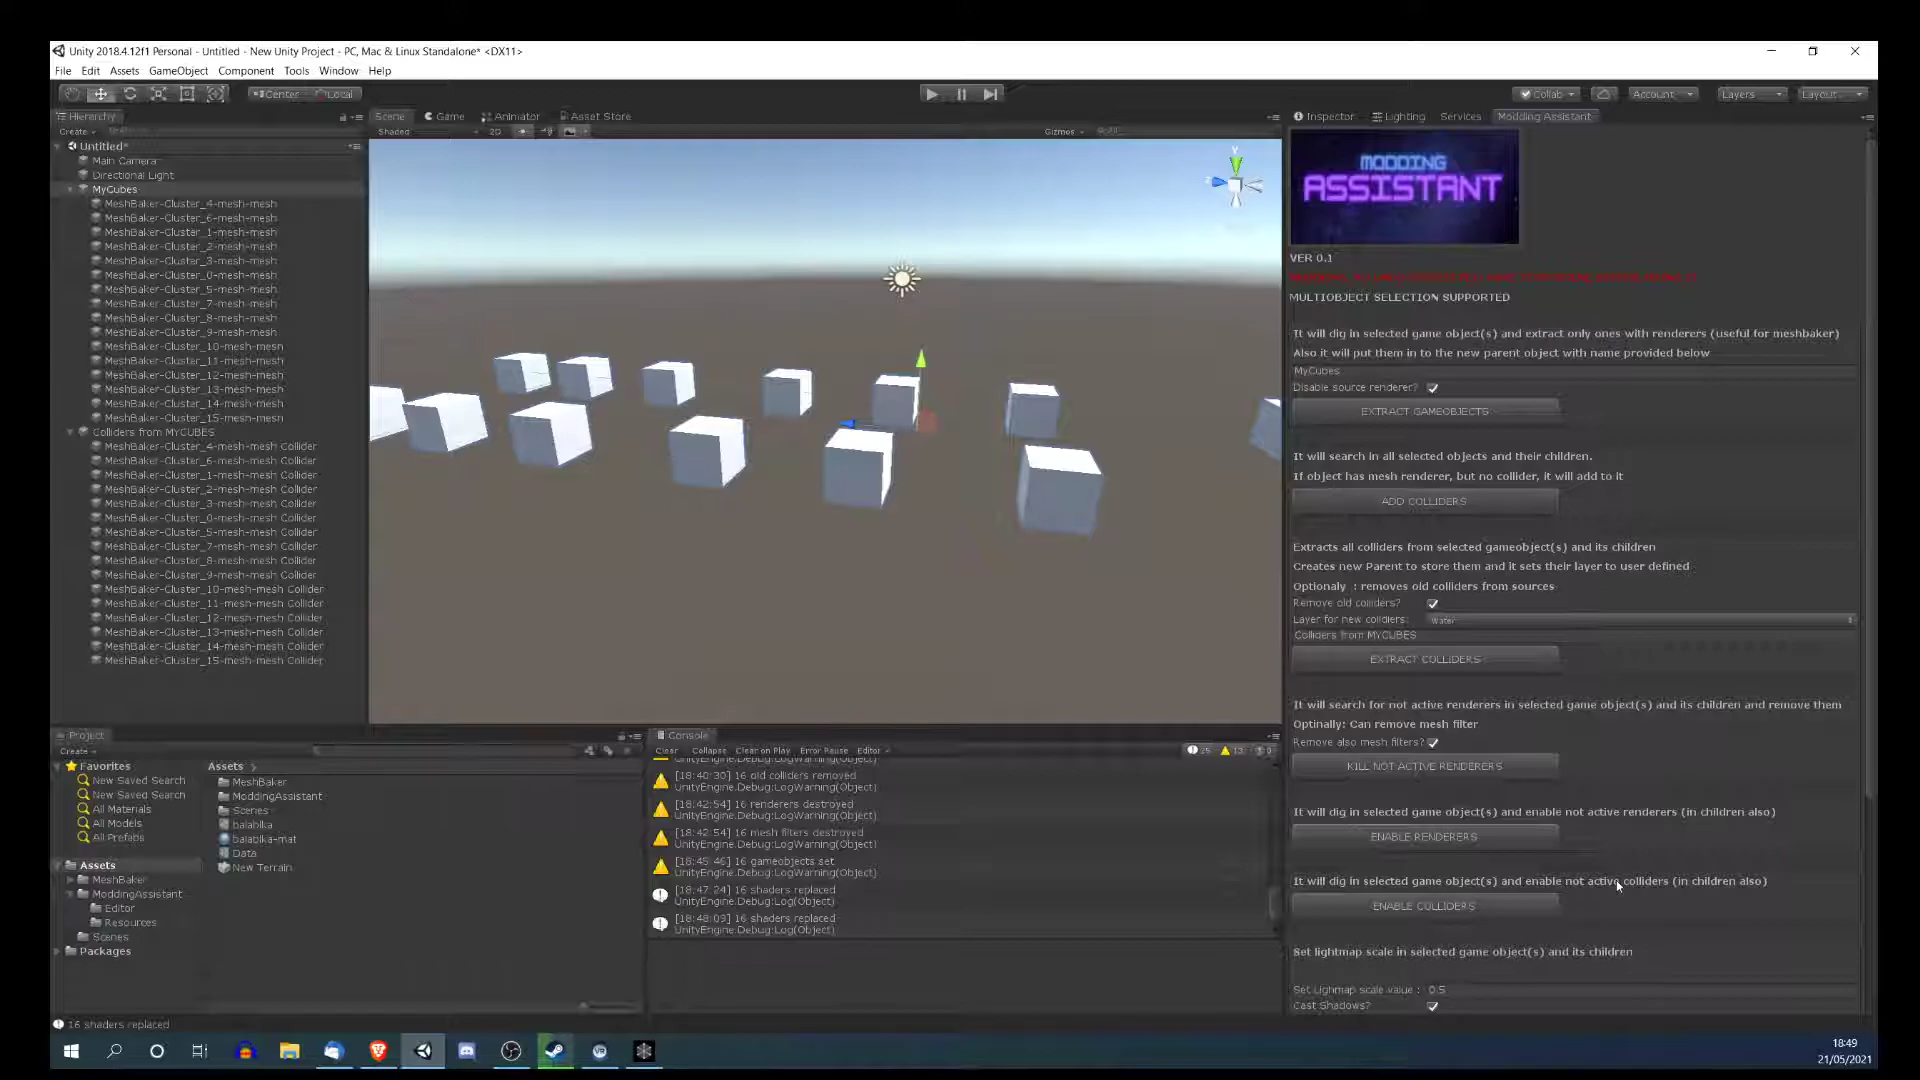 Unity 2018.4.12f1 Personal - Untitled - New Unity Project - PC, Mac & Linux Standalone* <DX11>
File Edit Assets GameObject Component Tools Window Help
Center Local
Collab Account Layers Layout
Hierarchy
Create
Untitled*
Main Camera
Directional Light
MyCubes
MeshBaker-Cluster_4-mesh-mesh
MeshBaker-Cluster_6-mesh-mesh
MeshBaker-Cluster_1-mesh-mesh
MeshBaker-Cluster_2-mesh-mesh
MeshBaker-Cluster_3-mesh-mesh
MeshBaker-Cluster_0-mesh-mesh
MeshBaker-Cluster_5-mesh-mesh
MeshBaker-Cluster_7-mesh-mesh
MeshBaker-Cluster_8-mesh-mesh
MeshBaker-Cluster_9-mesh-mesh
MeshBaker-Cluster_10-mesh-mesh
MeshBaker-Cluster_11-mesh-mesh
MeshBaker-Cluster_12-mesh-mesh
MeshBaker-Cluster_13-mesh-mesh
MeshBaker-Cluster_14-mesh-mesh
MeshBaker-Cluster_15-mesh-mesh
Colliders from MYCUBES
MeshBaker-Cluster_4-mesh-mesh Collider
MeshBaker-Cluster_6-mesh-mesh Collider
MeshBaker-Cluster_1-mesh-mesh Collider
MeshBaker-Cluster_2-mesh-mesh Collider
MeshBaker-Cluster_3-mesh-mesh Collider
MeshBaker-Cluster_0-mesh-mesh Collider
MeshBaker-Cluster_5-mesh-mesh Collider
MeshBaker-Cluster_7-mesh-mesh Collider
MeshBaker-Cluster_8-mesh-mesh Collider
MeshBaker-Cluster_9-mesh-mesh Collider
MeshBaker-Cluster_10-mesh-mesh Collider
MeshBaker-Cluster_11-mesh-mesh Collider
MeshBaker-Cluster_12-mesh-mesh Collider
MeshBaker-Cluster_13-mesh-mesh Collider
MeshBaker-Cluster_14-mesh-mesh Collider
MeshBaker-Cluster_15-mesh-mesh Collider
Scene Game Animator Asset Store
Shaded 2D Gizmos
Y
Inspector Lighting Services Modding Assistant
MODDING
ASSISTANT
VER 0.1
MULTIOBJECT SELECTION SUPPORTED
It will dig in selected game object(s) and extract only ones with renderers (useful for meshbaker)
Also it will put them in to the new parent object with name provided below
MyCubes
Disable source renderer?
EXTRACT GAMEOBJECTS
It will search in all selected objects and their children.
If object has mesh renderer, but no collider, it will add to it
ADD COLLIDERS
Extracts all colliders from selected gameobject(s) and its children
Creates new Parent to store them and it sets their layer to user defined
Optionaly : removes old colliders from sources
Remove old colliders?
Layer for new colliders: Water
Colliders from MYCUBES
EXTRACT COLLIDERS
It will search for not active renderers in selected game object(s) and its children and remove them
Optinally: Can remove mesh filter
Remove also mesh filters?
KILL NOT ACTIVE RENDERERS
It will dig in selected game object(s) and enable not active renderers (in children also)
ENABLE RENDERERS
It will dig in selected game object(s) and enable not active colliders (in children also)
ENABLE COLLIDERS
Set lightmap scale in selected game object(s) and its children
Set Lighmap scale value : 0.5
Cast Shadows?
Project
Create
Favorites
New Saved Search
New Saved Search
All Materials
All Models
All Prefabs
Assets
MeshBaker
ModdingAssistant
Editor
Resources
Scenes
Packages
Assets
MeshBaker
ModdingAssistant
Scenes
balabIka
balabIka-mat
Data
New Terrain
Console
Clear Collapse Clear on Play Error Pause Editor 25 13 0
UnityEngine.Debug:LogWarning(Object)
[18:40:30] 16 old colliders removed
UnityEngine.Debug:LogWarning(Object)
[18:42:54] 16 renderers destroyed
UnityEngine.Debug:LogWarning(Object)
[18:42:54] 16 mesh filters destroyed
UnityEngine.Debug:LogWarning(Object)
[18:45:46] 16 gameobjects set
UnityEngine.Debug:LogWarning(Object)
[18:47:24] 16 shaders replaced
UnityEngine.Debug:Log(Object)
[18:48:09] 16 shaders replaced
UnityEngine.Debug:Log(Object)
16 shaders replaced
18:49
21/05/2021